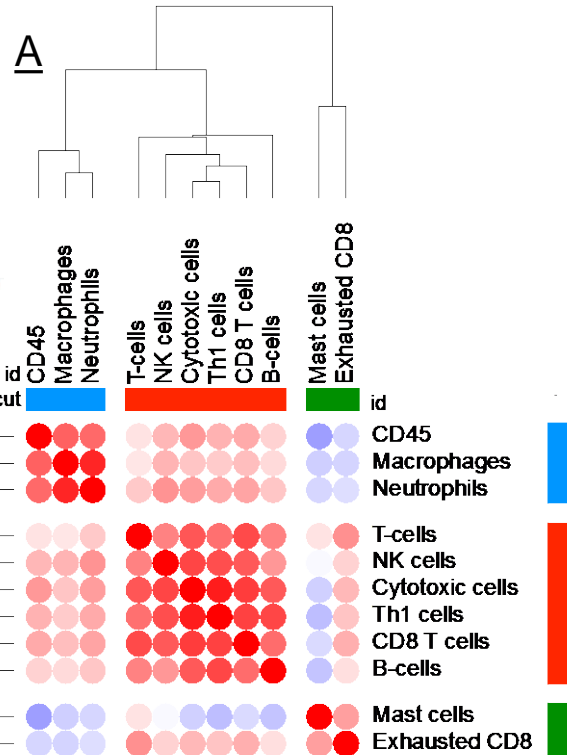 A
CD45
Macrophages
Neutrophils
T-cells
NK cells
Cytotoxic cells
Th1 cells
CD8 T cells
B-cells
Mast cells
Exhausted CD8
id
cut
id
CD45
Macrophages
Neutrophils
T-cells
NK cells
Cytotoxic cells
Th1 cells
CD8 T cells
B-cells
Mast cells
Exhausted CD8